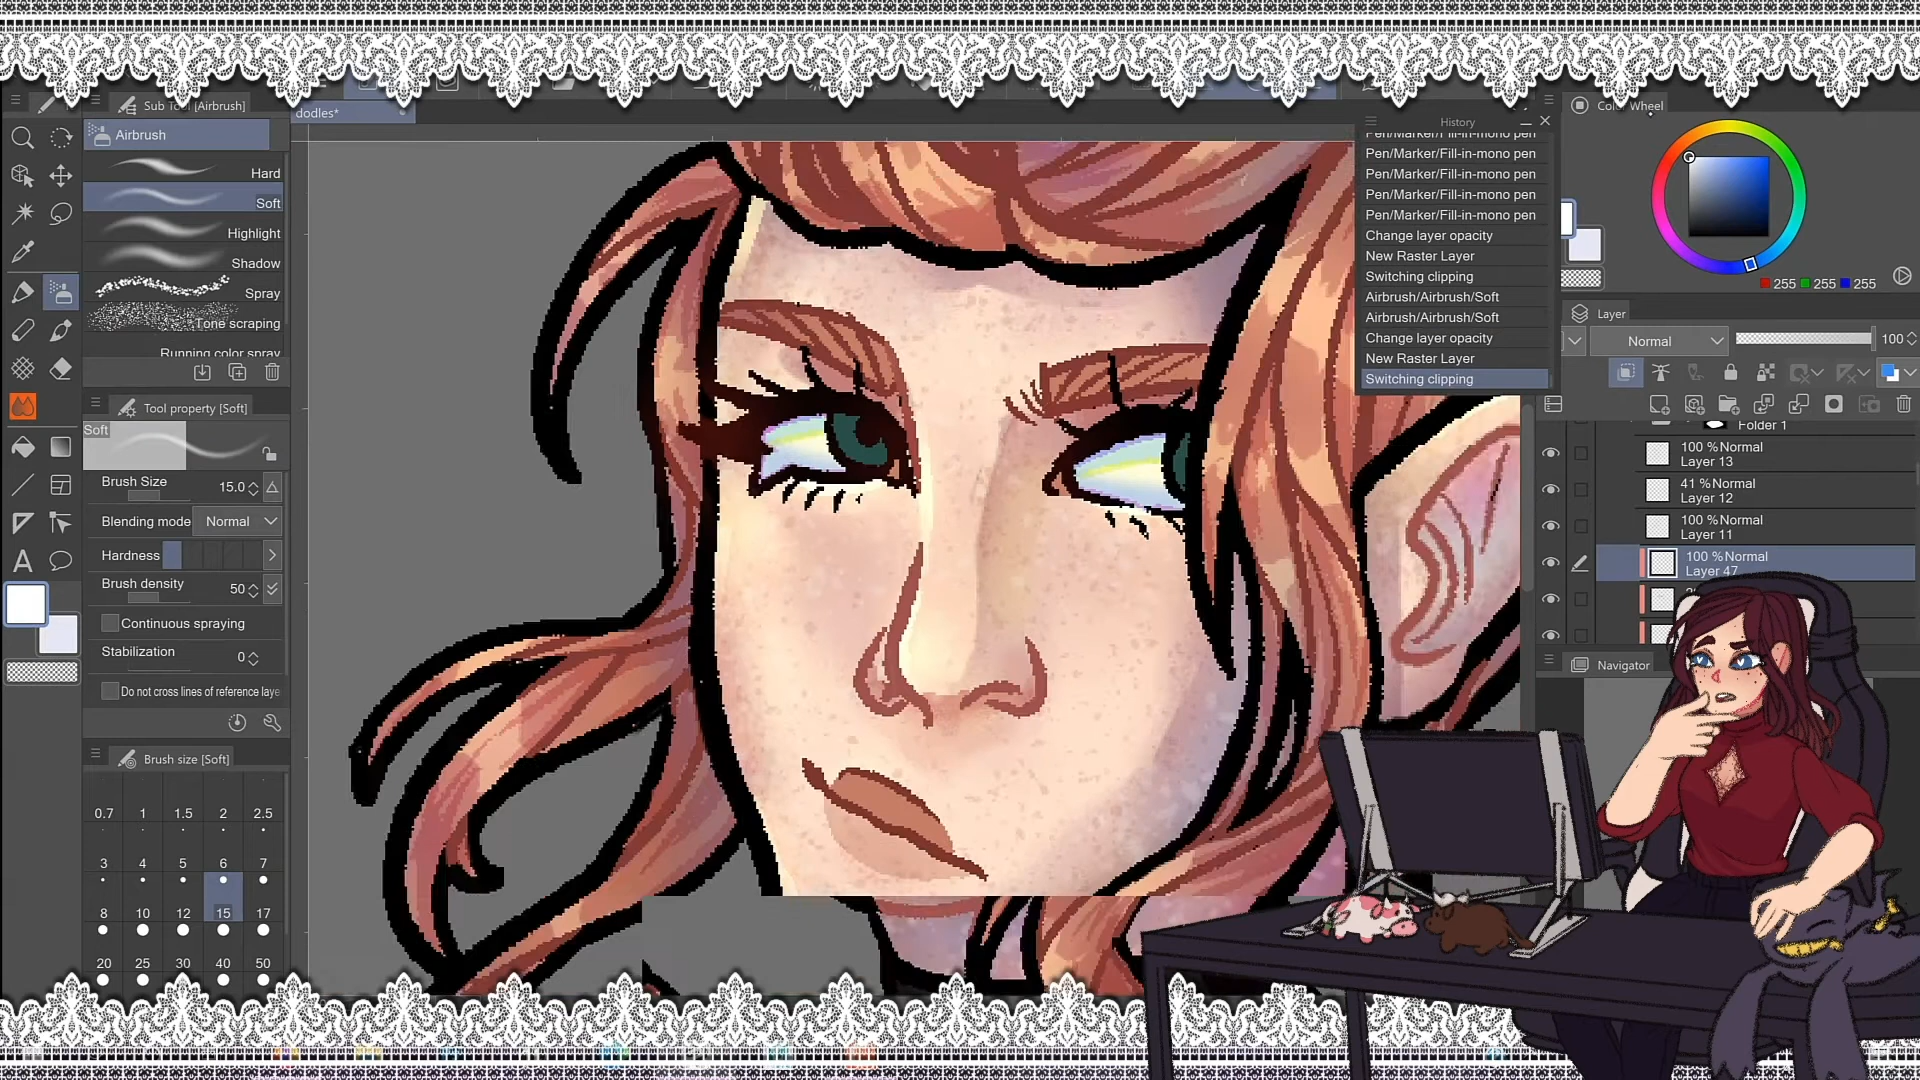 Sub Tool [Airbrush]
Airbrush
Hard
Soft
Highlight
Shadow
Spray
Tone scraping
Running color spray
Tool property [Soft]
Soft
Brush Size 15.0
Blending mode Normal
Hardness
Brush density 50
Continuous spraying
Stabilization 0
Do not cross lines of reference laye
Brush size [Soft]
0.7 1 1.5 2 2.5
3 4 5 6 7
8 10 12 15 17
20 25 30 40 50
dodles*
History
Pen/Marker/Fill-in-mono pen
Pen/Marker/Fill-in-mono pen
Pen/Marker/Fill-in-mono pen
Pen/Marker/Fill-in-mono pen
Pen/Marker/Fill-in-mono pen
Change layer opacity
New Raster Layer
Switching clipping
Airbrush/Airbrush/Soft
Airbrush/Airbrush/Soft
Change layer opacity
New Raster Layer
Switching clipping
Color Wheel
255 255 255
Layer
Normal 100
Folder 1
100 %Normal
Layer 13
41 %Normal
Layer 12
100 %Normal
Layer 11
100 %Normal
Layer 47
Navigator